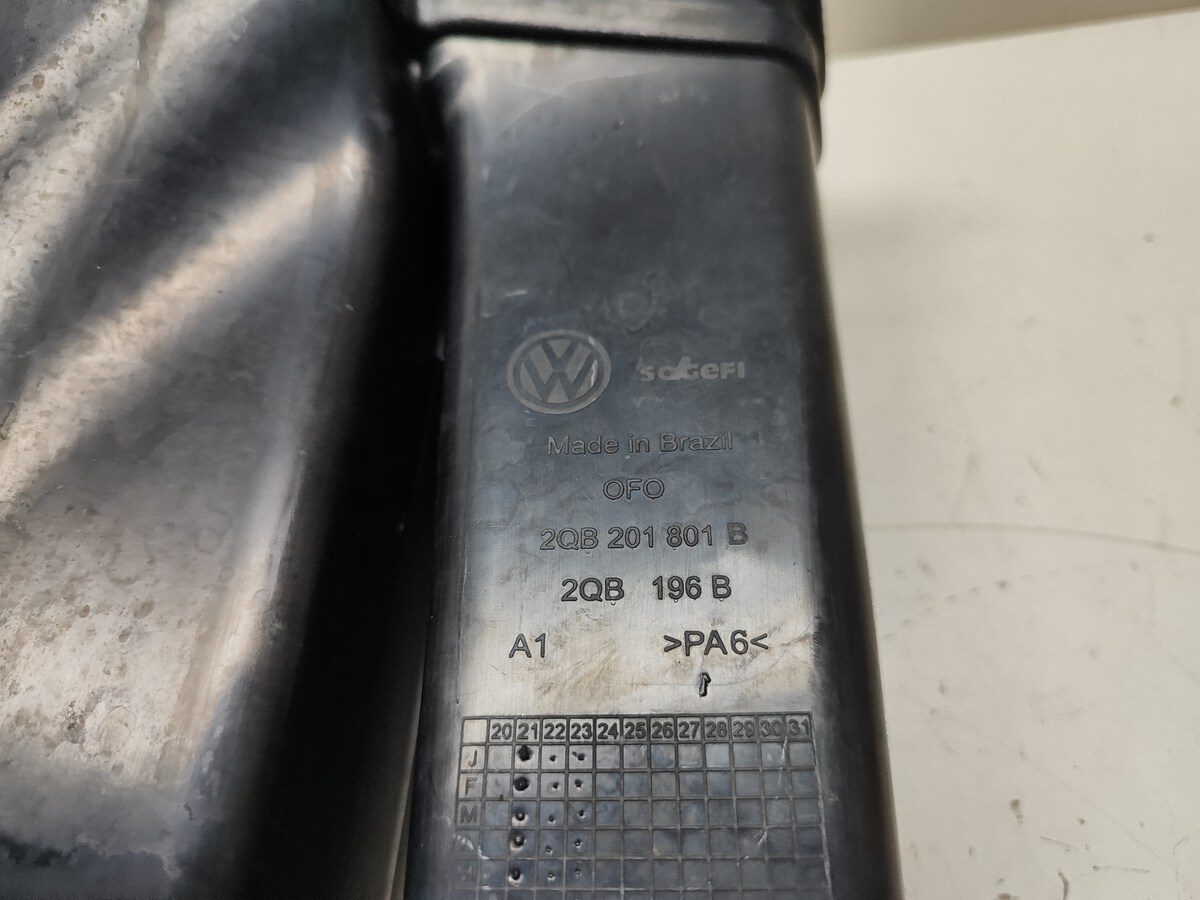 VW SOGEFI
Made in Brazil
OFO
2QB 201 801 B
2QB 196 B
A1 >PA6<
20 21 22 23 24 25 26 27 28 29 30 31
J
F
M
M